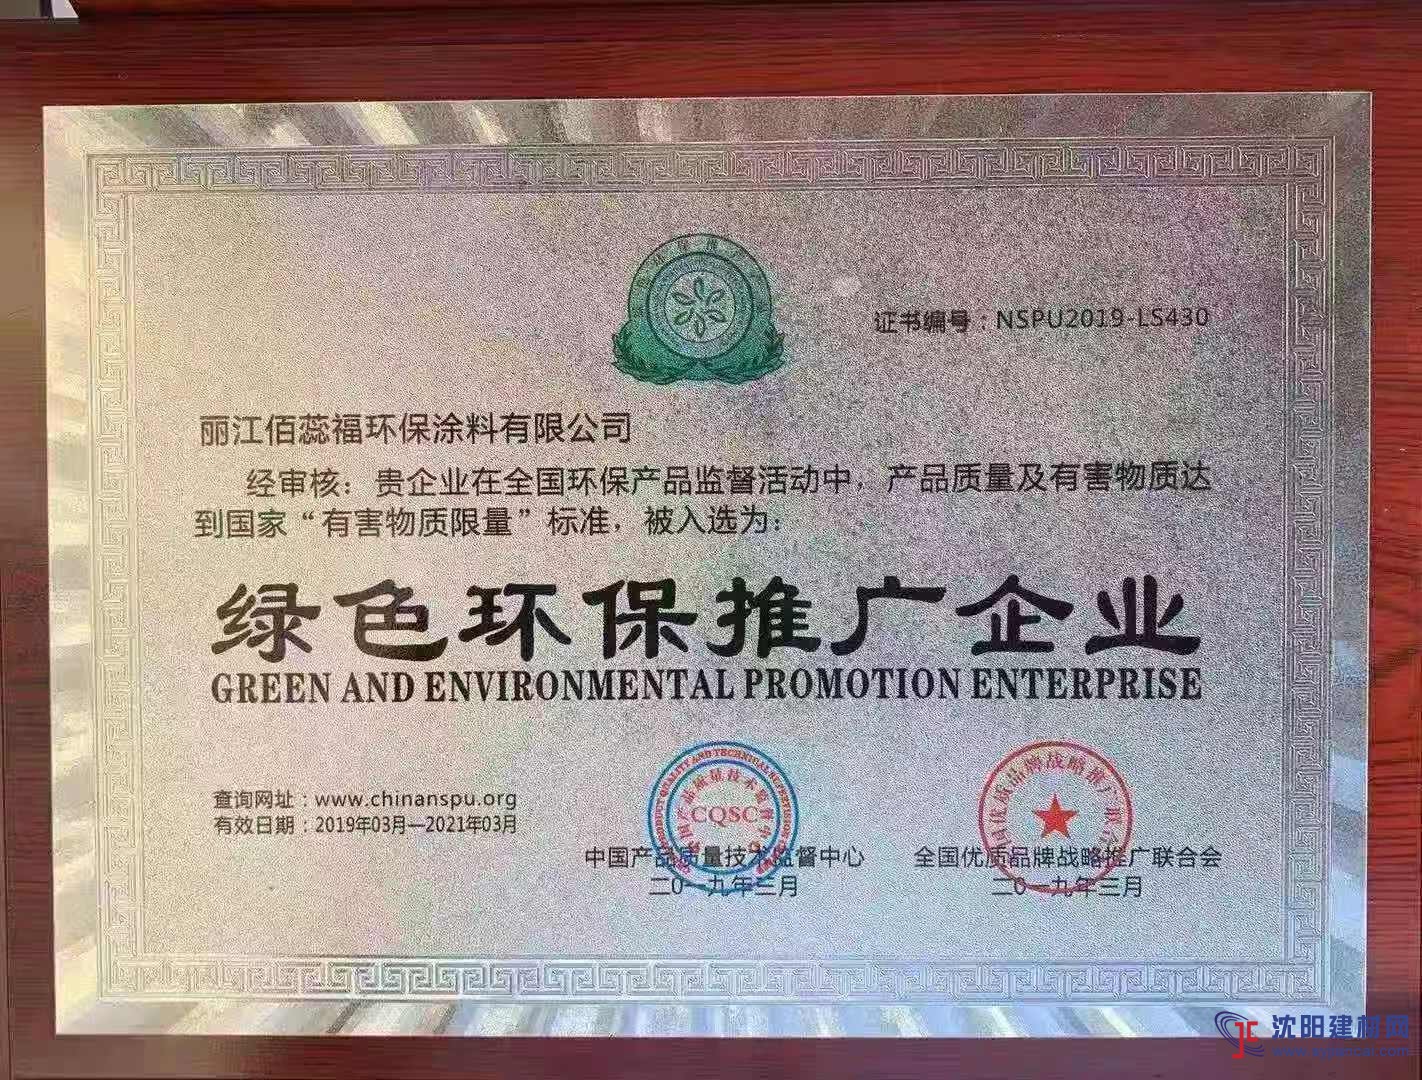 证书编号：NSPU2019-LS430
丽江佰蕊福环保涂料有限公司
经审核：贵企业在全国环保产品监督活动中，产品质量及有害物质达
到国家“有害物质限量”标准，被入选为：
绿色环保推广企业
GREEN AND ENVIRONMENTAL PROMOTION ENTERPRISE
查询网址：www.chinanspu.org
有效日期：2019年03月—2021年03月
CQSC
中国产品质量技术监督中心
二0一九年三月
全国优质品牌战略推广联合会
二0一九年三月
沈阳建材网